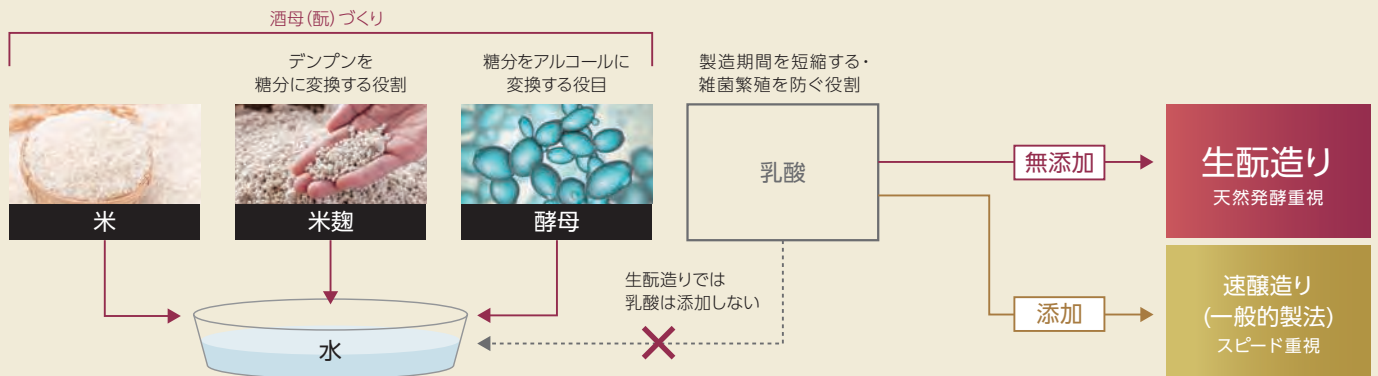 酒母(酛)づくり
デンプンを
糖分に変換する役割
糖分をアルコールに
変換する役目
製造期間を短縮する・
雑菌繁殖を防ぐ役割
米
米麹
酵母
乳酸
無添加
生酛造り
天然発酵重視
生酛造りでは
乳酸は添加しない
添加
速醸造り
(一般的製法)
スピード重視
水